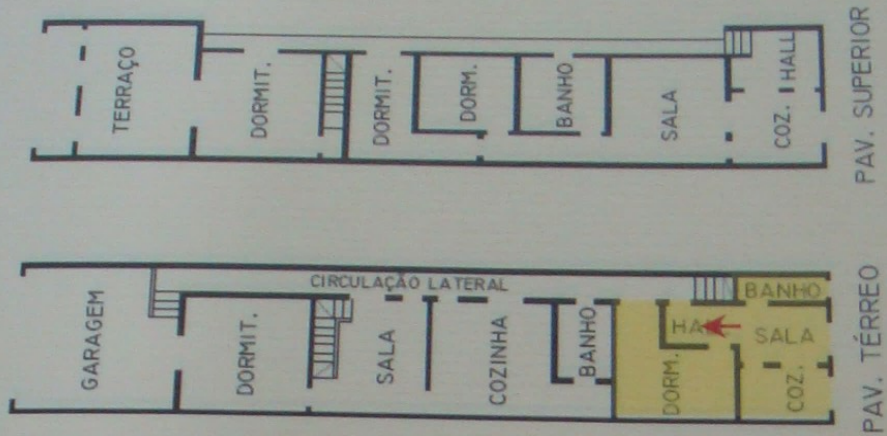 TERRAÇO
DORMIT.
DORMIT.
DORM.
BANHO
SALA
HALL
COZ.
PAV. SUPERIOR
GARAGEM
CIRCULAÇÃO LATERAL
DORMIT.
SALA
COZINHA
BANHO
DORM.
BANHO
SALA
COZ.
PAV. TÉRREO